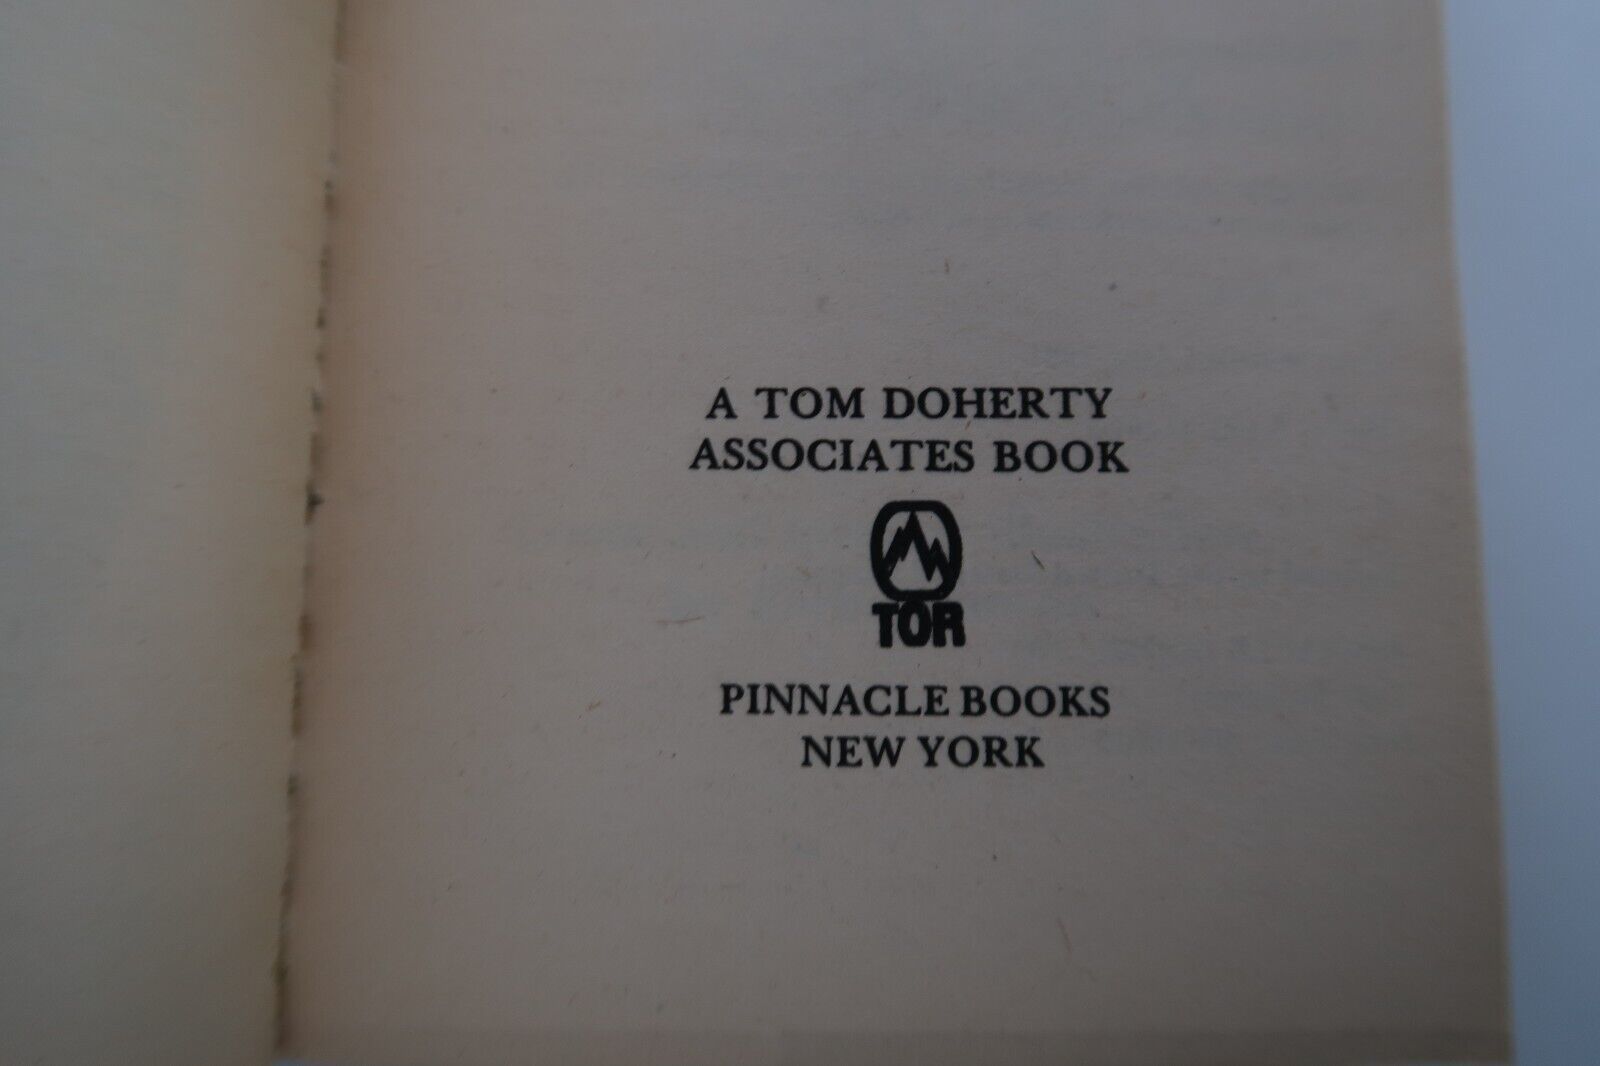 A TOM DOHERTY
ASSOCIATES BOOK
TOR
PINNACLE BOOKS
NEW YORK